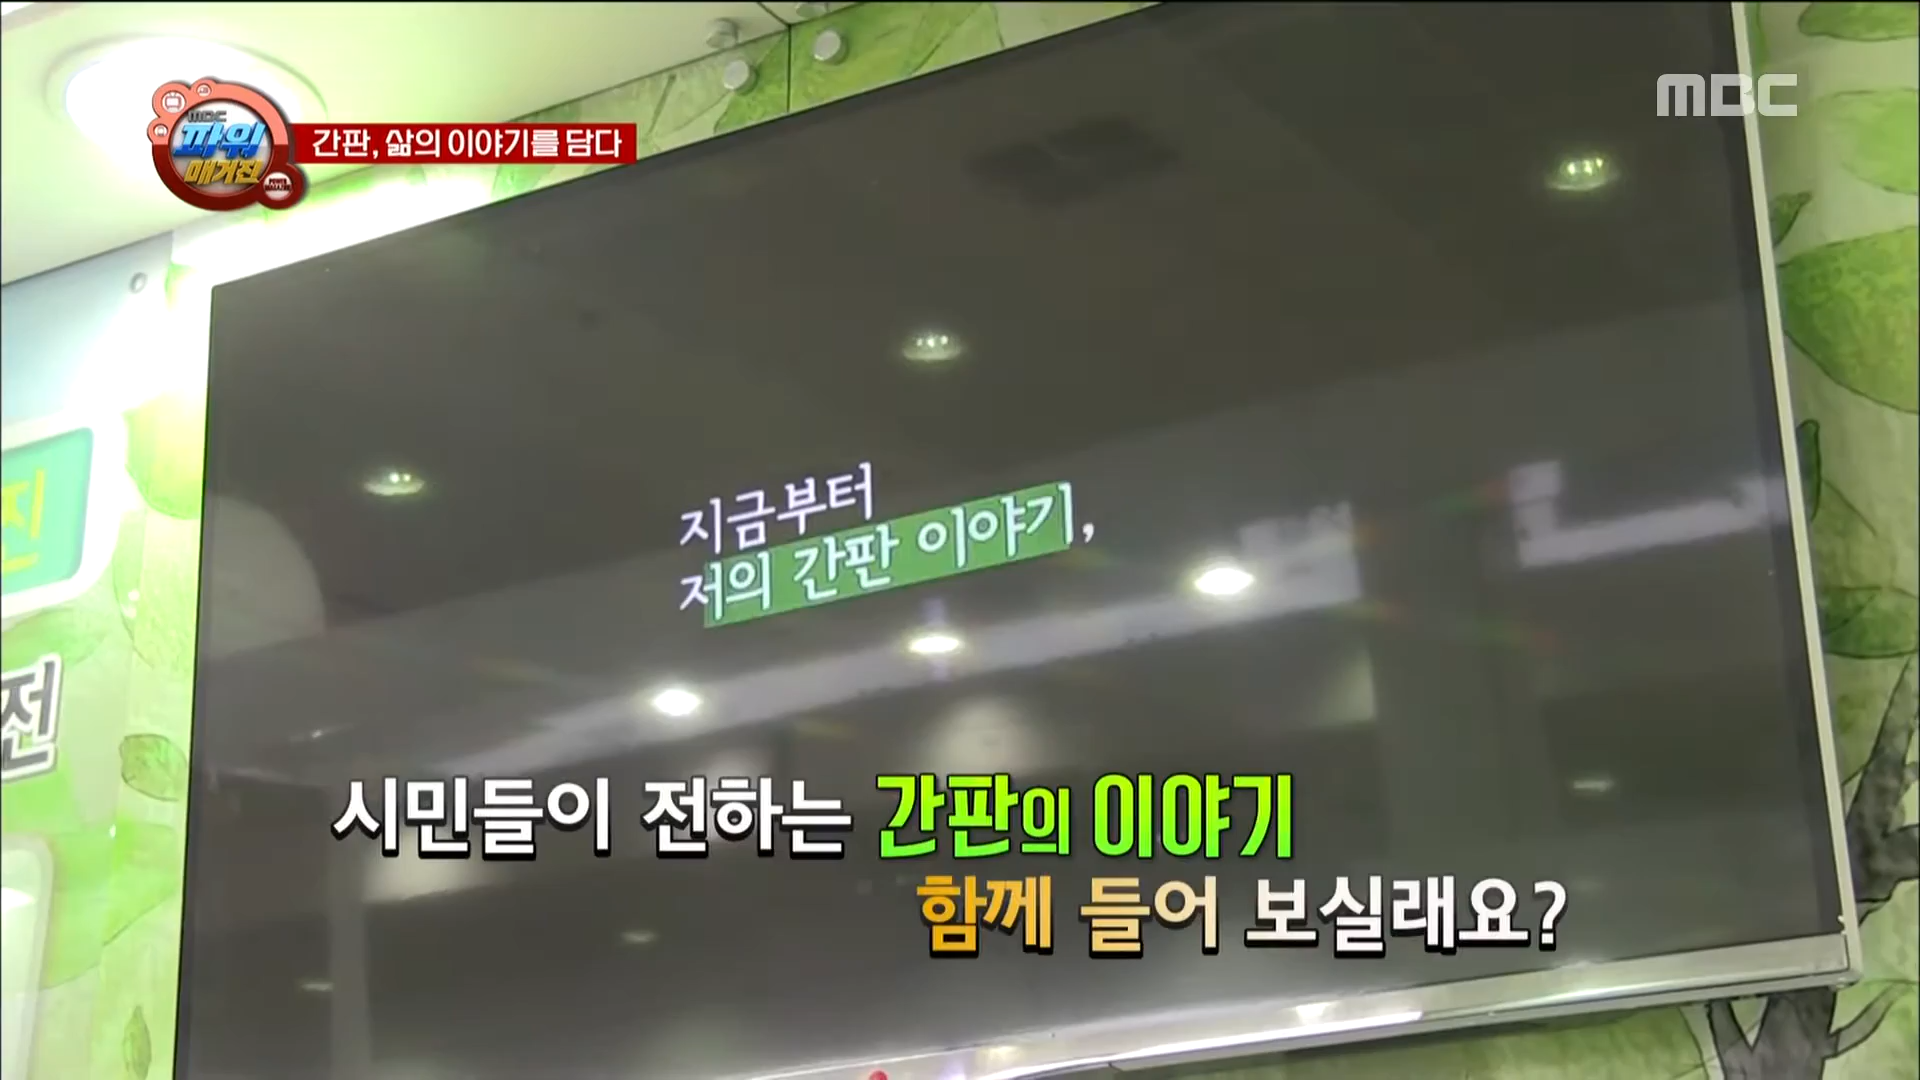 MBC
파워
매거진
간판, 삶의 이야기를 담다
MBC
지금부터
저의 간판 이야기,
진
전
시민들이 전하는 간판의 이야기
함께 들어 보실래요?